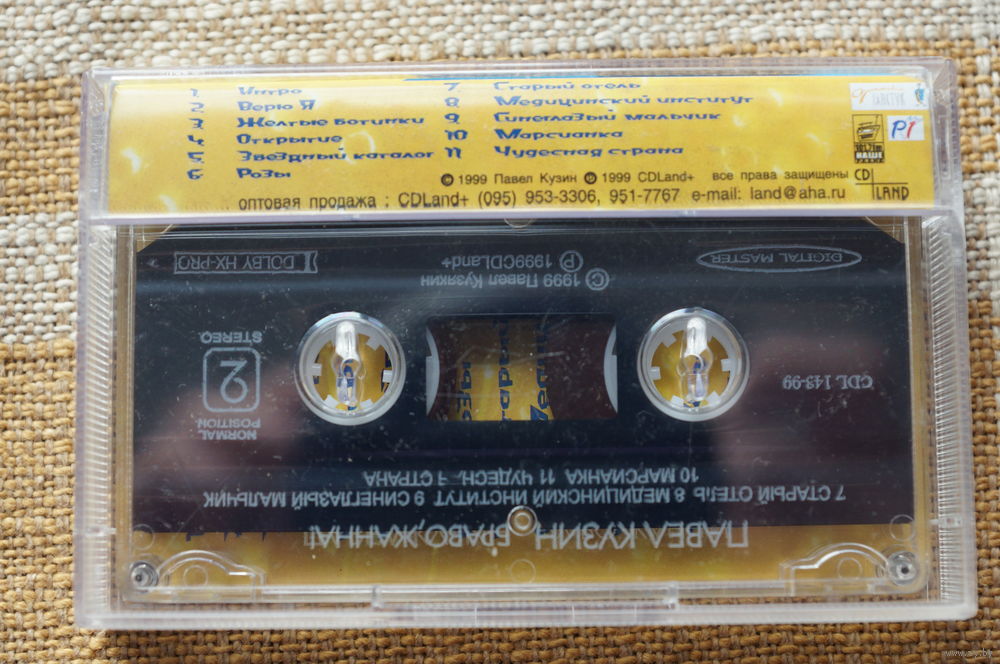 1 Интро
2 Верю Я
3 Желтые ботинки
4 Открытие
5 Звездный каталог
6 Розы
7 Старый отель
8 Медицинский институт
9 Синеглазый мальчик
10 Марсианка
11 Чудесная страна
© 1999 Павел Кузин ℗ 1999 CDLand+ все права защищены
оптовая продажа : CDLand+ (095) 953-3306, 951-7767 e-mail: land@aha.ru
P1
НАШЕ
CD LAND
ПАВЕЛ КУЗИН БРАВО, ЖАННА!
7 СТАРЫЙ ОТЕЛЬ 8 МЕДИЦИНСКИЙ ИНСТИТУТ 9 СИНЕГЛАЗЫЙ МАЛЬЧИК
10 МАРСИАНКА 11 ЧУДЕСН Я СТРАНА
NORMAL
POSITION
2
STEREO
CDL 143-99
© 1999 Павел Кузякин
℗ 1999CDLand+
DIGITAL MASTER
DOLBY HX-PRO